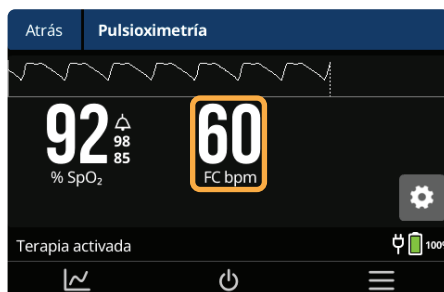 Atrás Pulsioximetría
92 98 85 60
% SpO₂ FC bpm
Terapia activada 100%